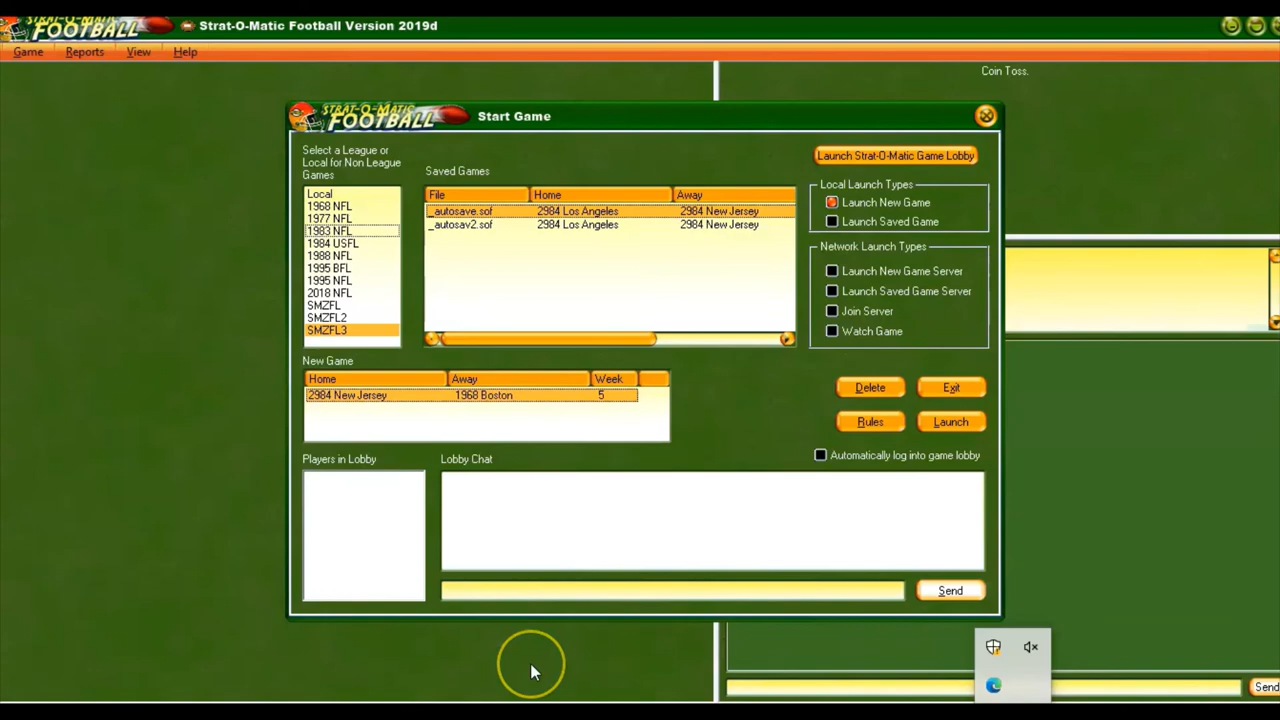 STRAT-O-MATIC
FOOTBALL
Strat-O-Matic Football Version 2019d
Game Reports View Help
Coin Toss.
STRAT-O-MATIC
FOOTBALL
Start Game
Select a League or
Local for Non League
Games
Local
1968 NFL
1977 NFL
1983 NFL
1984 USFL
1988 NFL
1995 BFL
1995 NFL
2018 NFL
SMZFL
SMZFL2
SMZFL3
Saved Games
File Home Away
_autosave.sof 2984 Los Angeles 2984 New Jersey
_autosav2.sof 2984 Los Angeles 2984 New Jersey
Launch Strat-O-Matic Game Lobby
Local Launch Types
Launch New Game
Launch Saved Game
Network Launch Types
Launch New Game Server
Launch Saved Game Server
Join Server
Watch Game
New Game
Home Away Week
2984 New Jersey 1968 Boston 5
Delete Exit
Rules Launch
Automatically log into game lobby
Players in Lobby
Lobby Chat
Send
Send